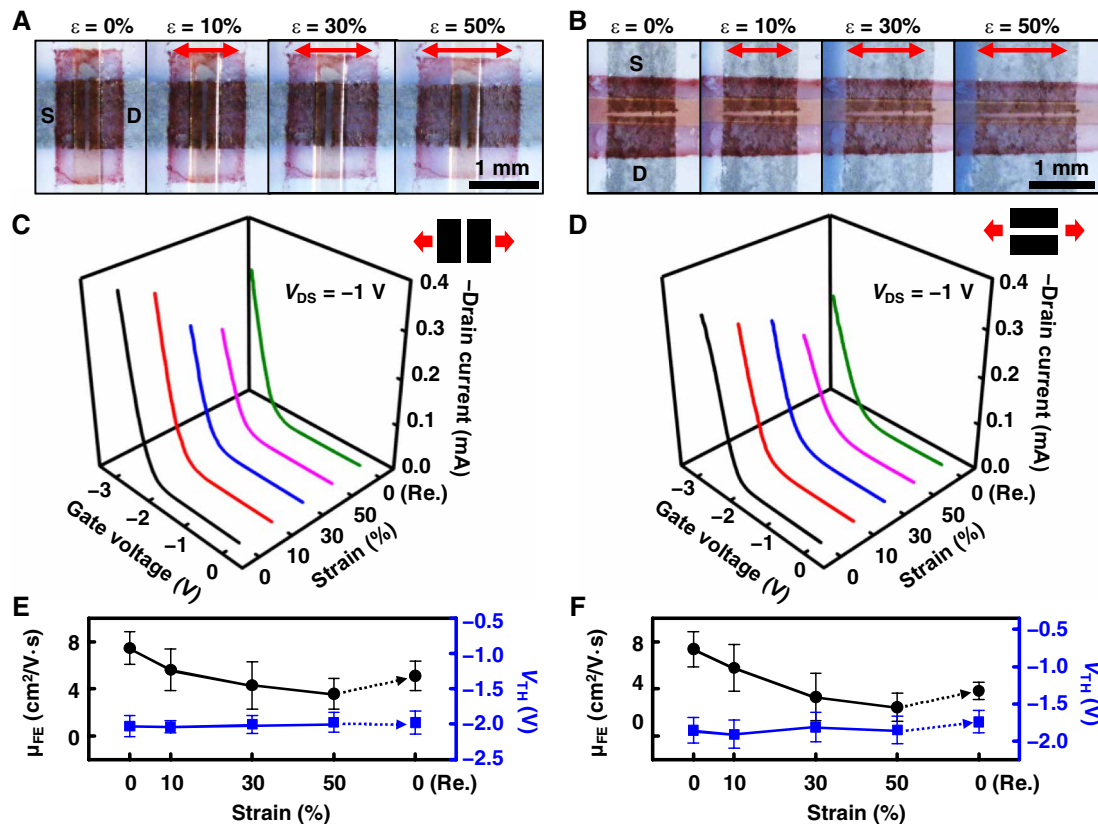 A
ε = 0%
ε = 10%
ε = 30%
ε = 50%
S
D
1 mm
B
ε = 0%
ε = 10%
ε = 30%
ε = 50%
S
D
1 mm
C
V_DS = −1 V
0.4
0.3
0.2
0.1
0.0
−Drain current (mA)
−3
−2
−1
0
Gate voltage (V)
0
10
30
50
0 (Re.)
Strain (%)
D
V_DS = −1 V
0.4
0.3
0.2
0.1
0.0
−Drain current (mA)
−3
−2
−1
0
Gate voltage (V)
0
10
30
50
0 (Re.)
Strain (%)
E
μ_FE (cm²/V·s)
8
4
0
−0.5
−1.0
−1.5
−2.0
−2.5
V_TH (V)
0 10 30 50 0 (Re.)
Strain (%)
F
μ_FE (cm²/V·s)
8
4
0
−0.5
−1.0
−1.5
−2.0
V_TH (V)
0 10 30 50 0 (Re.)
Strain (%)